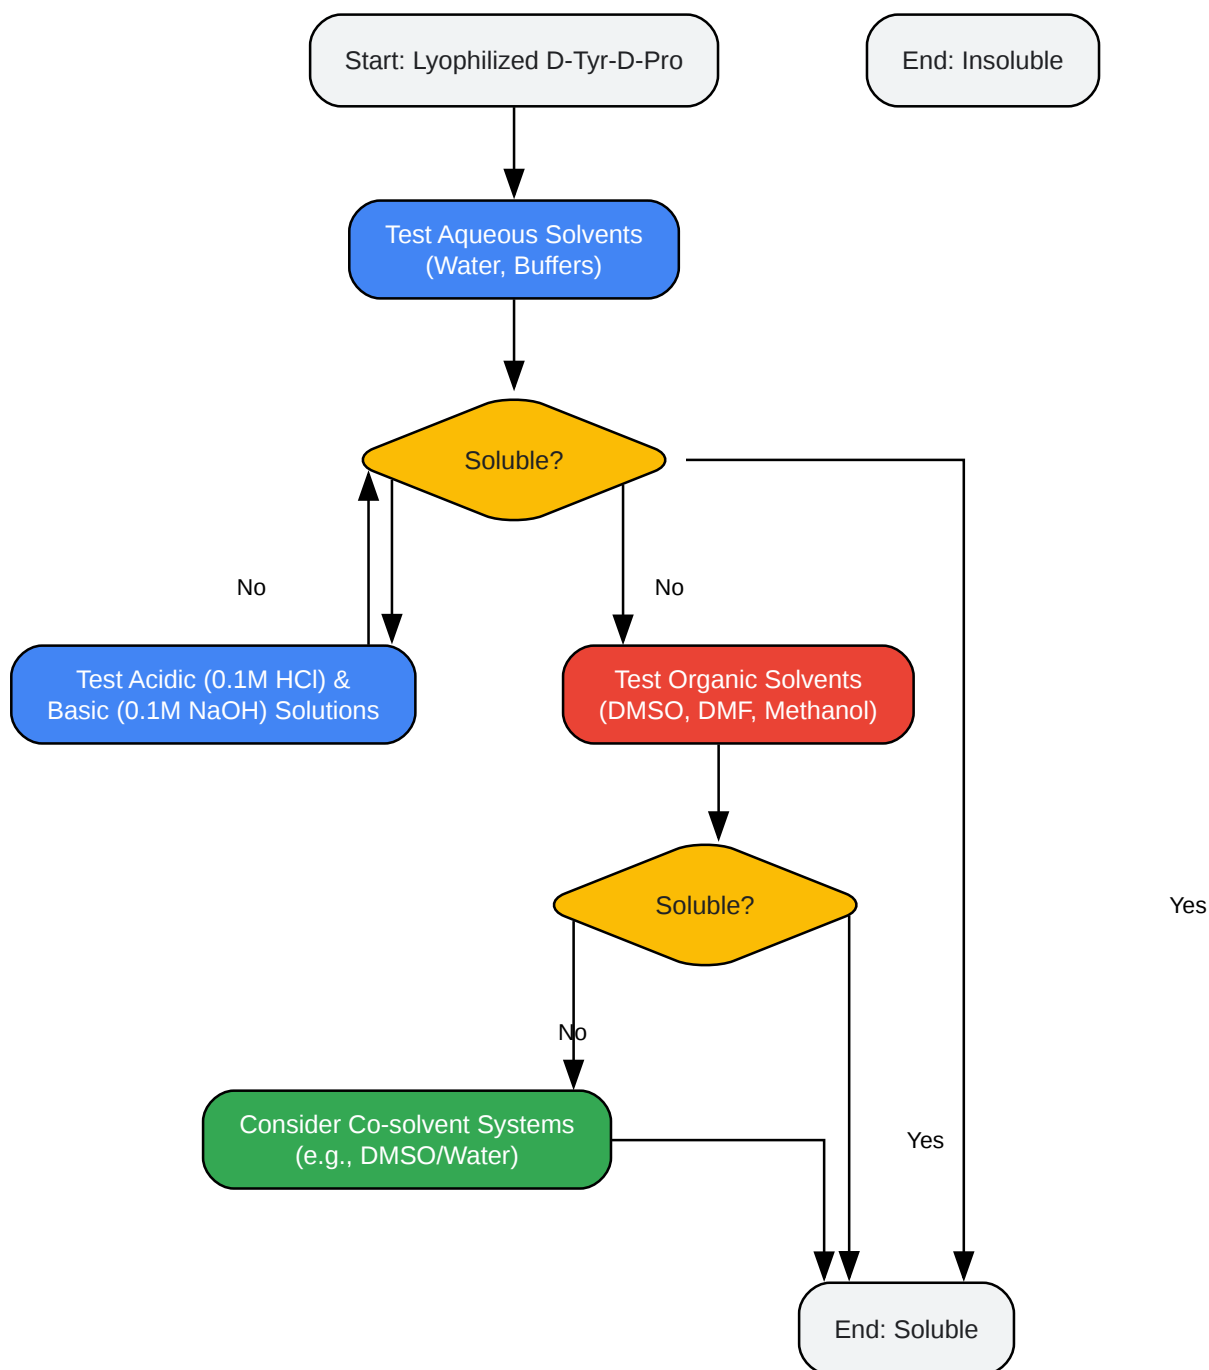 Start: Lyophilized D-Tyr-D-Pro
End: Insoluble
Test Aqueous Solvents
(Water, Buffers)
Soluble?
No
No
Test Acidic (0.1M HCl) &
Basic (0.1M NaOH) Solutions
Test Organic Solvents
(DMSO, DMF, Methanol)
Soluble?
Yes
No
Consider Co-solvent Systems
(e.g., DMSO/Water)
Yes
End: Soluble